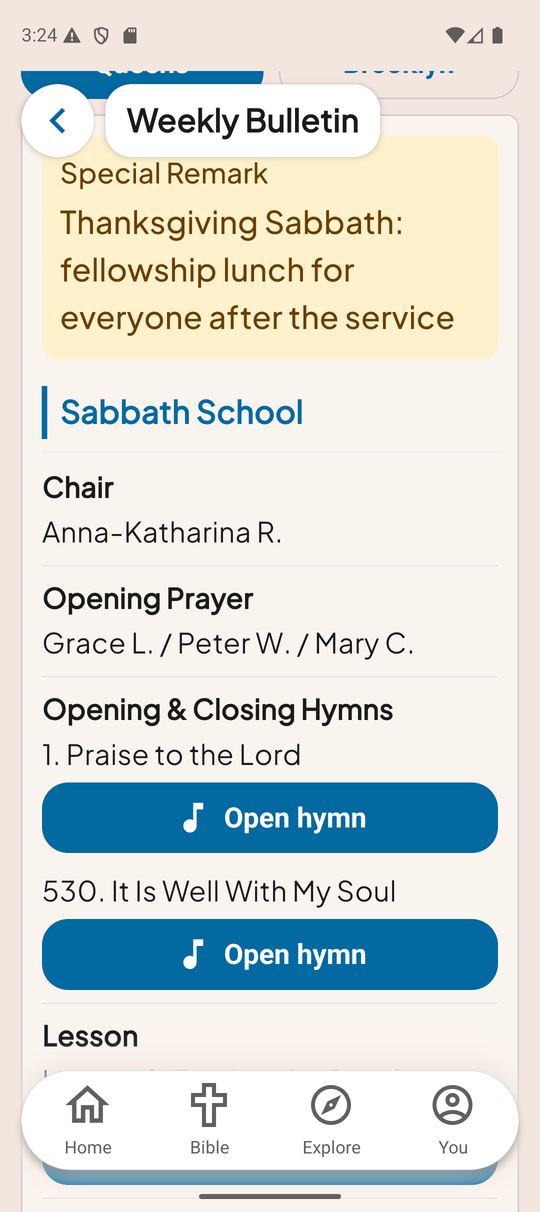 3:24
Queens
Brooklyn
Weekly Bulletin
Special Remark
Thanksgiving Sabbath:
fellowship lunch for
everyone after the service
Sabbath School
Chair
Anna-Katharina R.
Opening Prayer
Grace L. / Peter W. / Mary C.
Opening & Closing Hymns
1. Praise to the Lord
Open hymn
530. It Is Well With My Soul
Open hymn
Lesson
Home
Bible
Explore
You